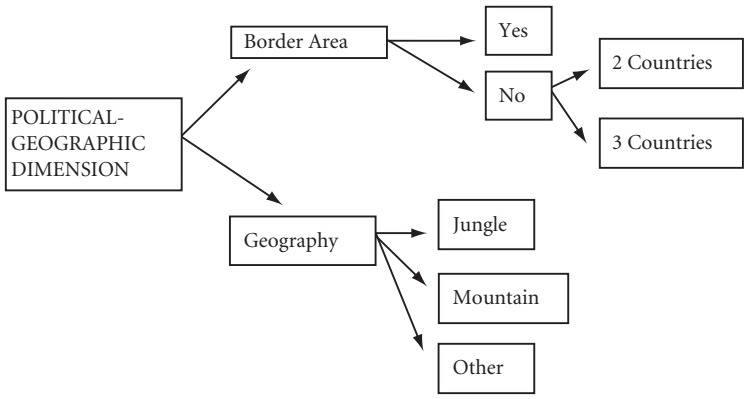 Border Area
Yes
No
2 Countries
3 Countries
POLITICAL-
GEOGRAPHIC
DIMENSION
Geography
Jungle
Mountain
Other